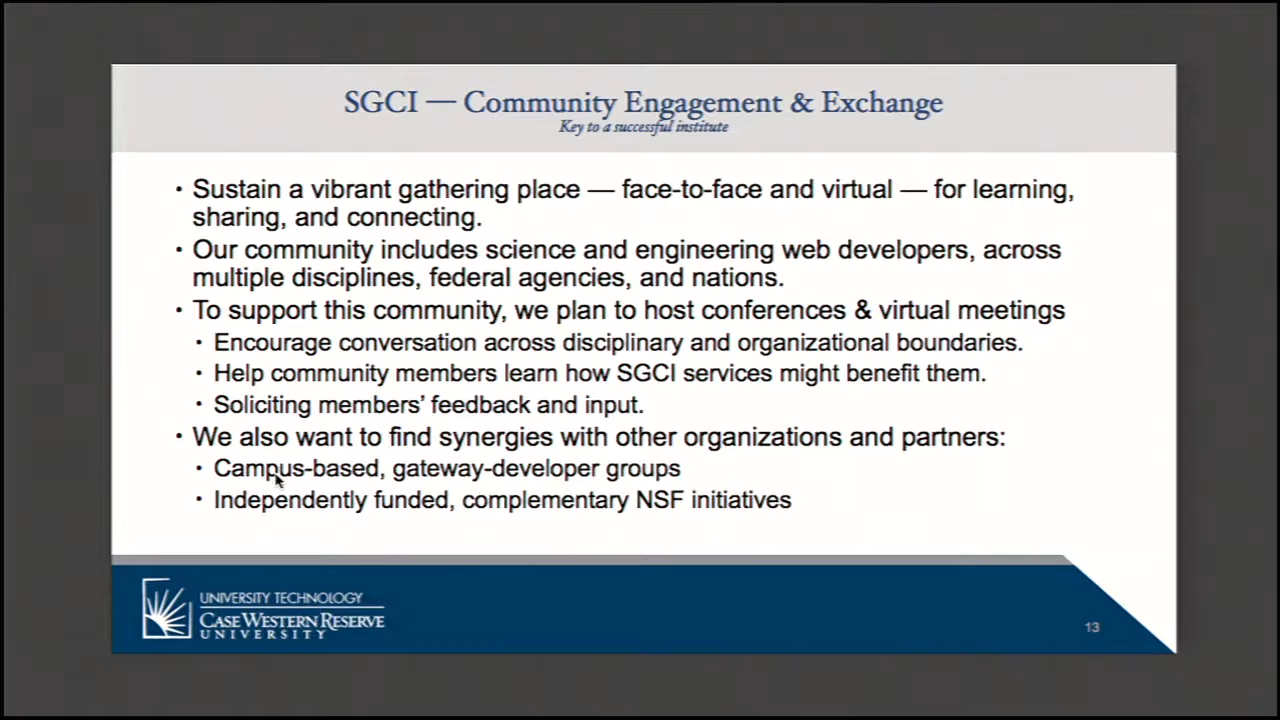 SGCI — Community Engagement & Exchange
Key to a successful institute
• Sustain a vibrant gathering place — face-to-face and virtual — for learning,
sharing, and connecting.
• Our community includes science and engineering web developers, across
multiple disciplines, federal agencies, and nations.
• To support this community, we plan to host conferences & virtual meetings
• Encourage conversation across disciplinary and organizational boundaries.
• Help community members learn how SGCI services might benefit them.
• Soliciting members’ feedback and input.
• We also want to find synergies with other organizations and partners:
• Campus-based, gateway-developer groups
• Independently funded, complementary NSF initiatives
UNIVERSITY TECHNOLOGY
CASE WESTERN RESERVE
UNIVERSITY
13